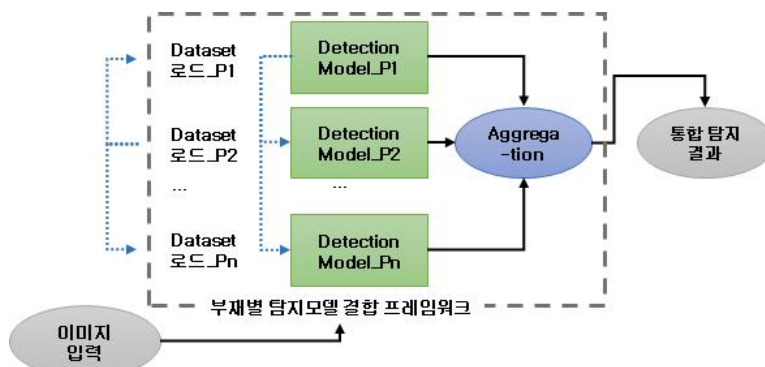 Dataset
로드_P1
Detection
Model_P1
Dataset
로드_P2
Detection
Model_P2
Aggrega
-tion
통합 탐지
결과
...
...
Dataset
로드_Pn
Detection
Model_Pn
부재별 탐지모델 결합 프레임워크
이미지
입력